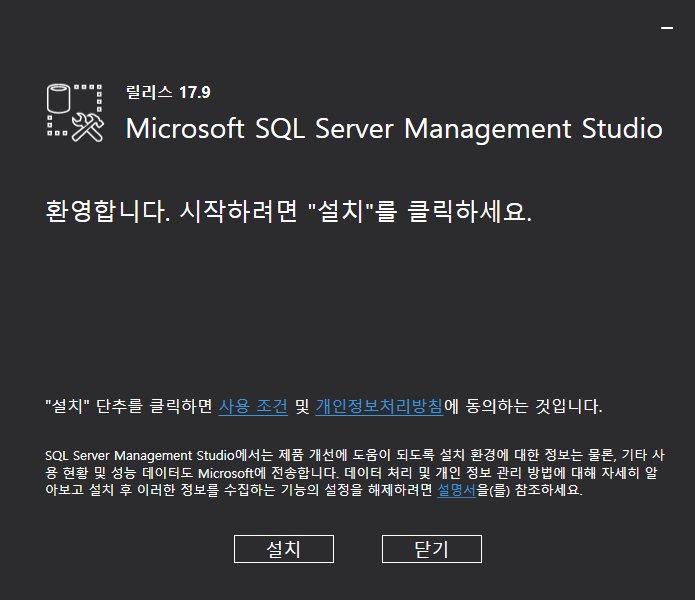 릴리스 17.9
Microsoft SQL Server Management Studio
환영합니다. 시작하려면 "설치"를 클릭하세요.
"설치" 단추를 클릭하면 사용 조건 및 개인정보처리방침에 동의하는 것입니다.
SQL Server Management Studio에서는 제품 개선에 도움이 되도록 설치 환경에 대한 정보는 물론, 기타 사
용 현황 및 성능 데이터도 Microsoft에 전송합니다. 데이터 처리 및 개인 정보 관리 방법에 대해 자세히 알
아보고 설치 후 이러한 정보를 수집하는 기능의 설정을 해제하려면 설명서을(를) 참조하세요.
설치 닫기